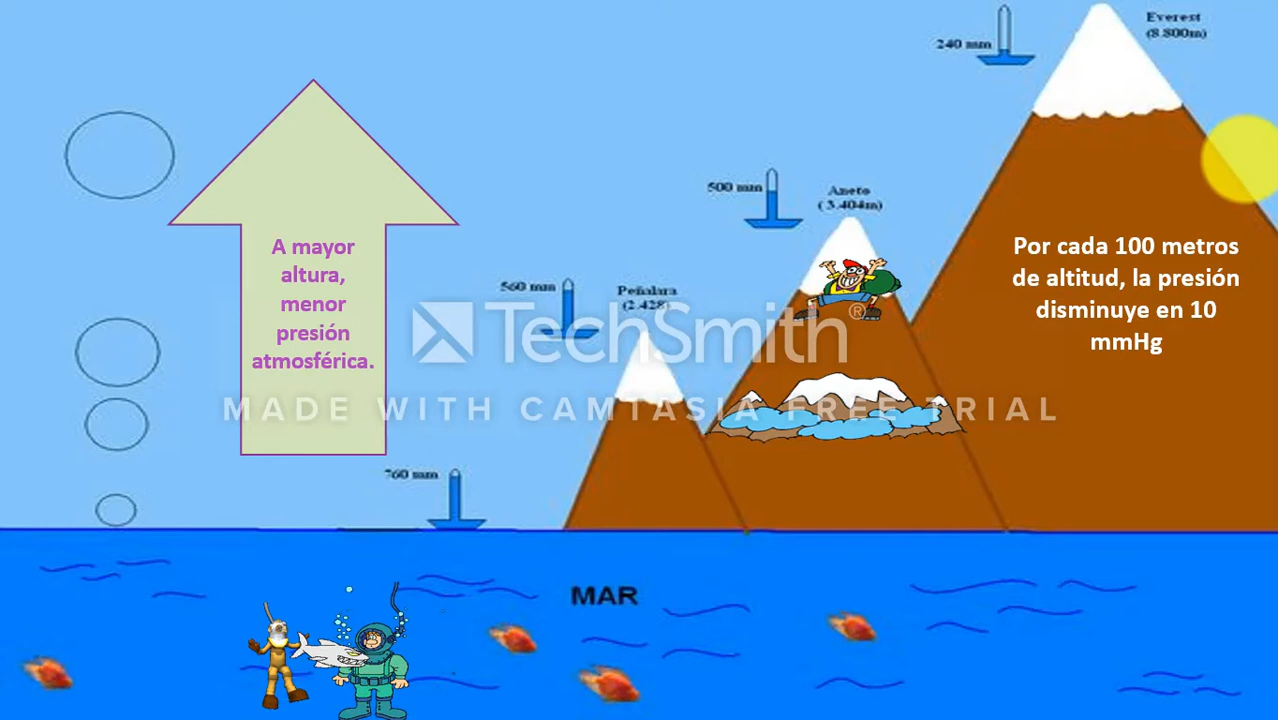 Everest
(8.800m)
240 mm
500 mm
Aneto
( 3.404m)
A mayor
altura,
menor
presión
atmosférica.
Por cada 100 metros
de altitud, la presión
disminuye en 10
mmHg
560 mm
Peñalara
(2.428)
TechSmith®
MADE WITH CAMTASIA FREE TRIAL
760 mm
MAR